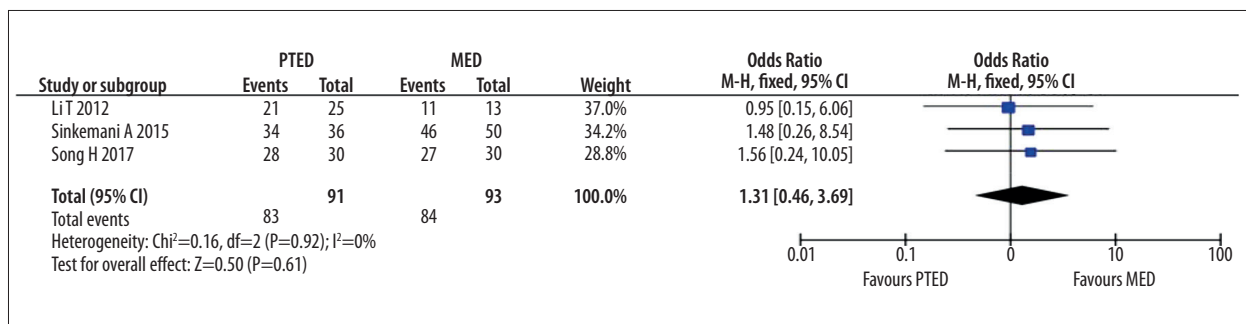 PTED MED Odds Ratio Odds Ratio
Study or subgroup Events Total Events Total Weight M-H, fixed, 95% CI M-H, fixed, 95% CI
Li T 2012 21 25 11 13 37.0% 0.95 [0.15, 6.06]
Sinkemani A 2015 34 36 46 50 34.2% 1.48 [0.26, 8.54]
Song H 2017 28 30 27 30 28.8% 1.56 [0.24, 10.05]
Total (95% CI) 91 93 100.0% 1.31 [0.46, 3.69]
Total events 83 84
Heterogeneity: Chi²=0.16, df=2 (P=0.92); I²=0%
Test for overall effect: Z=0.50 (P=0.61)
0.01 0.1 0 10 100
Favours PTED Favours MED